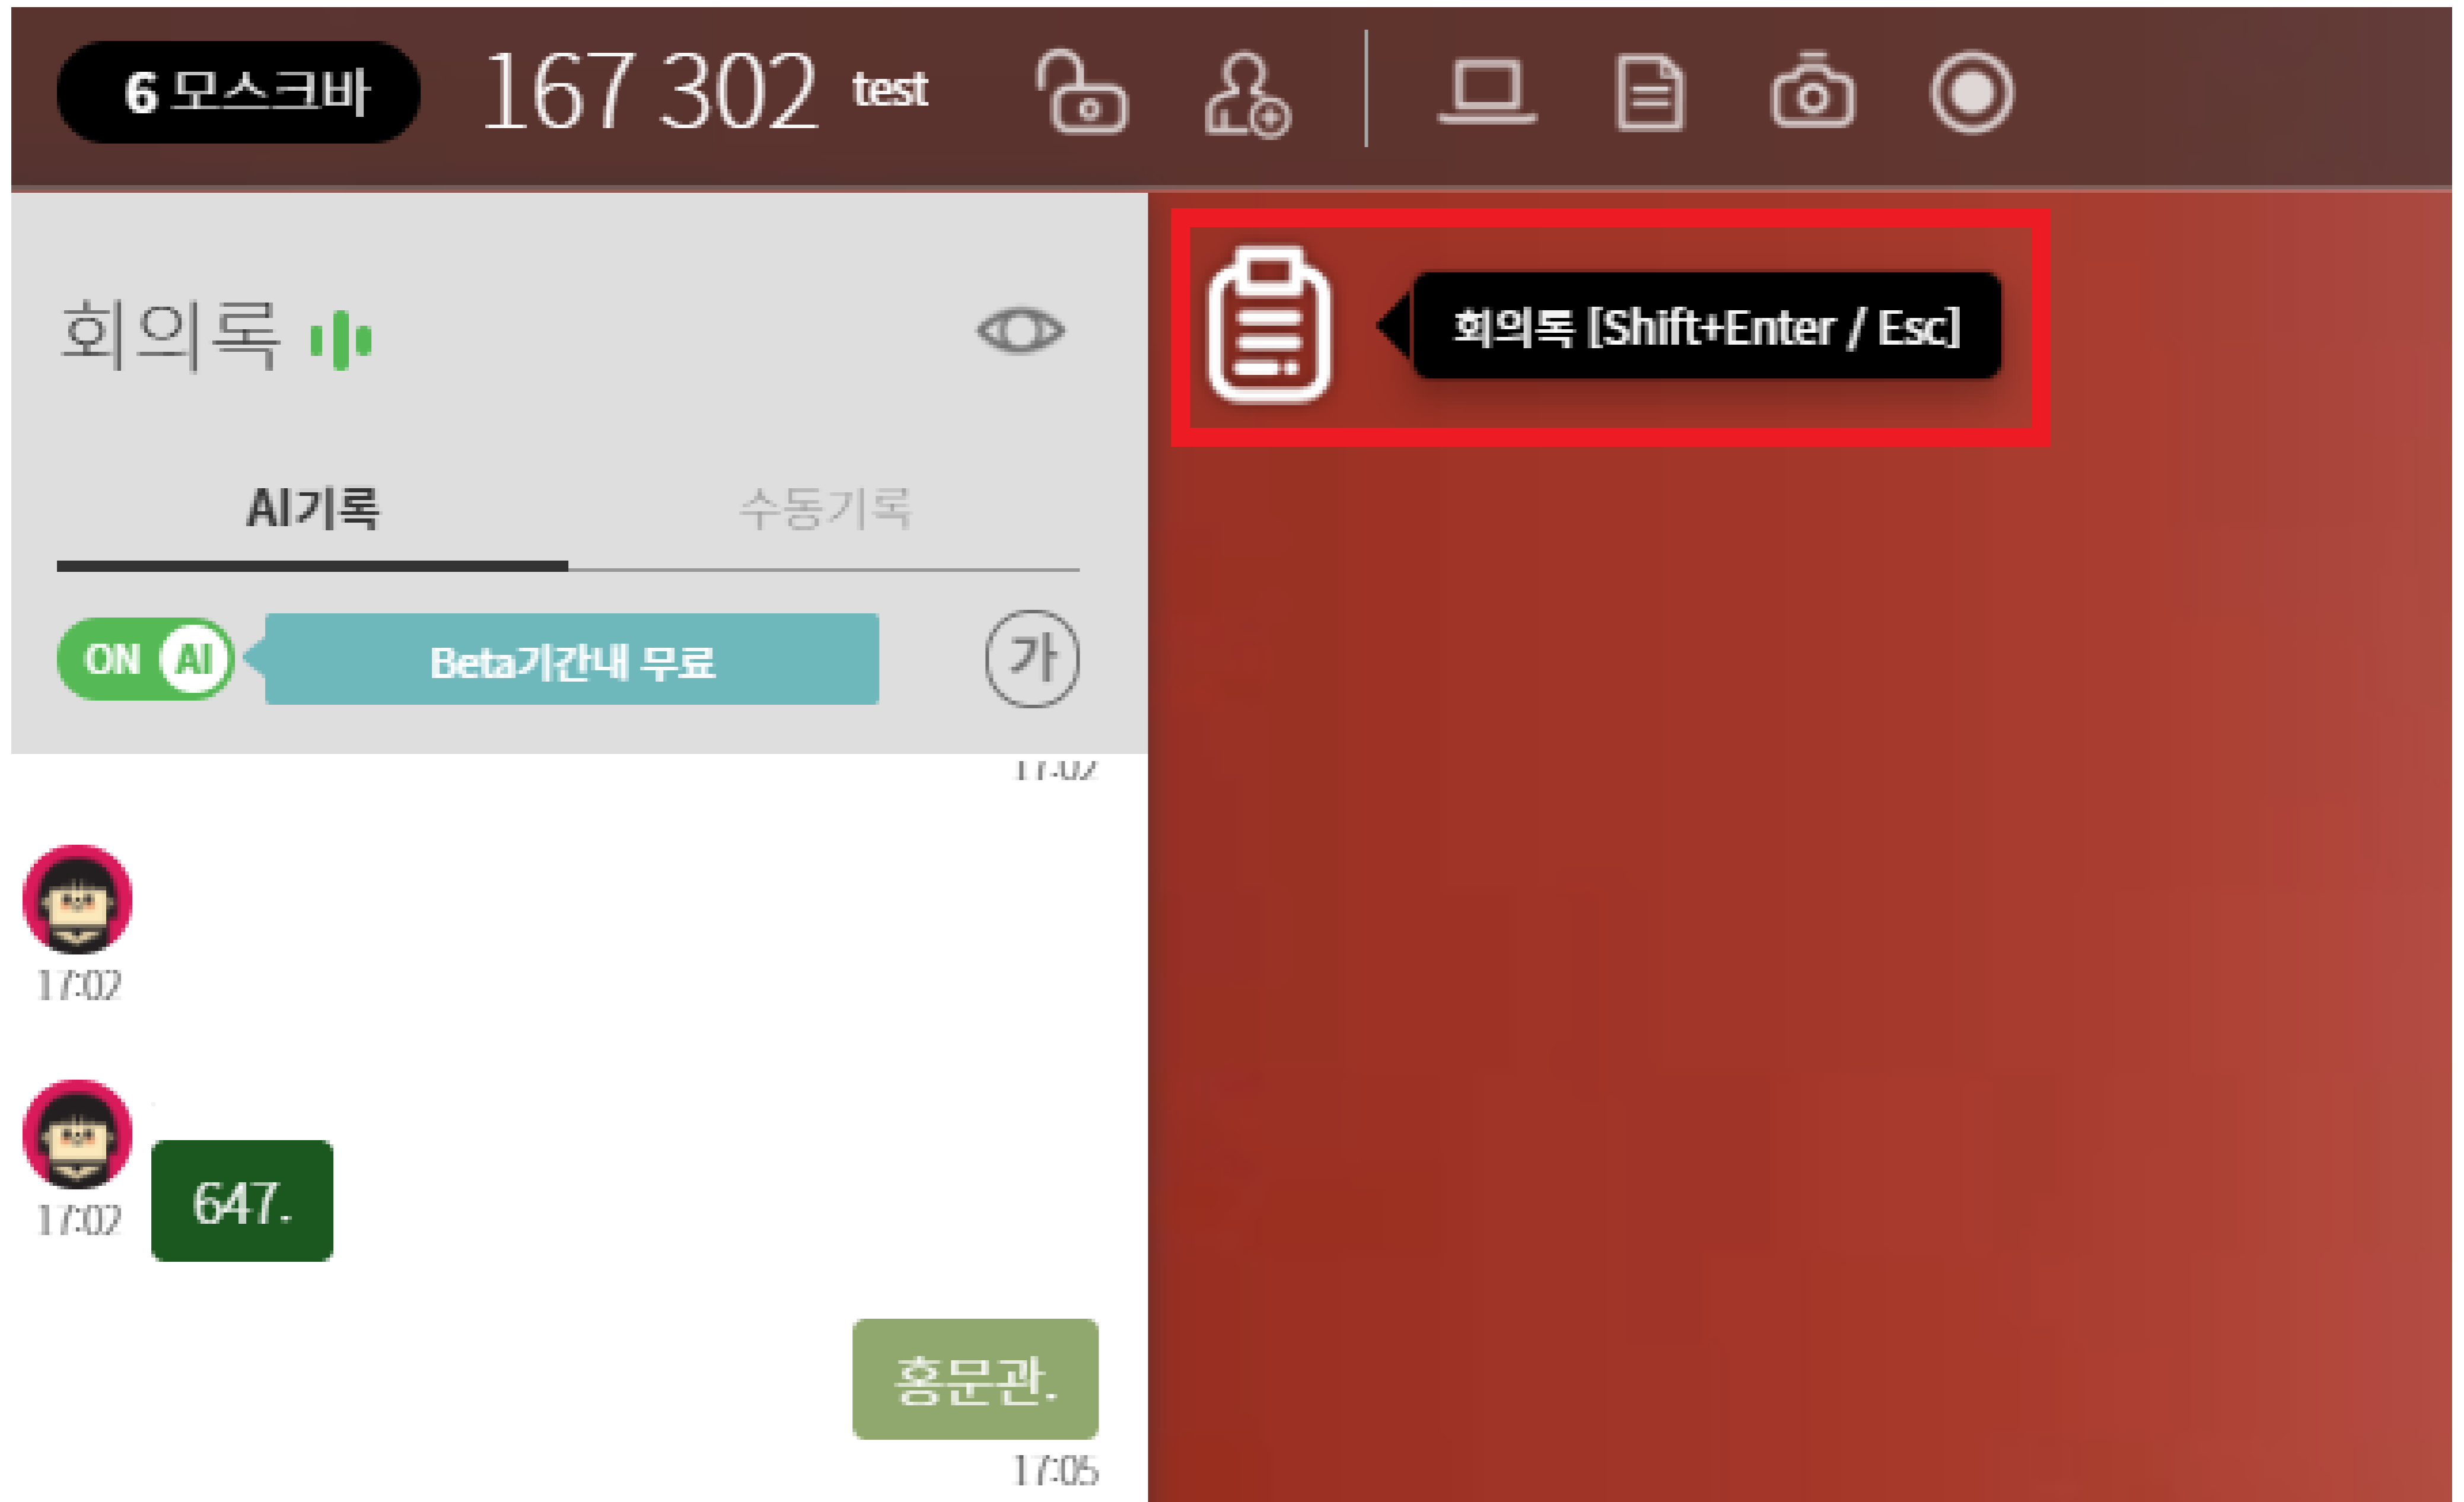 6 모스크바 167 302 test
회의록
회의록 [Shift+Enter / Esc]
AI기록 수동기록
ON AI Beta기간내 무료 가
17:02
17:02
17:02
647.
홍문관.
17:05